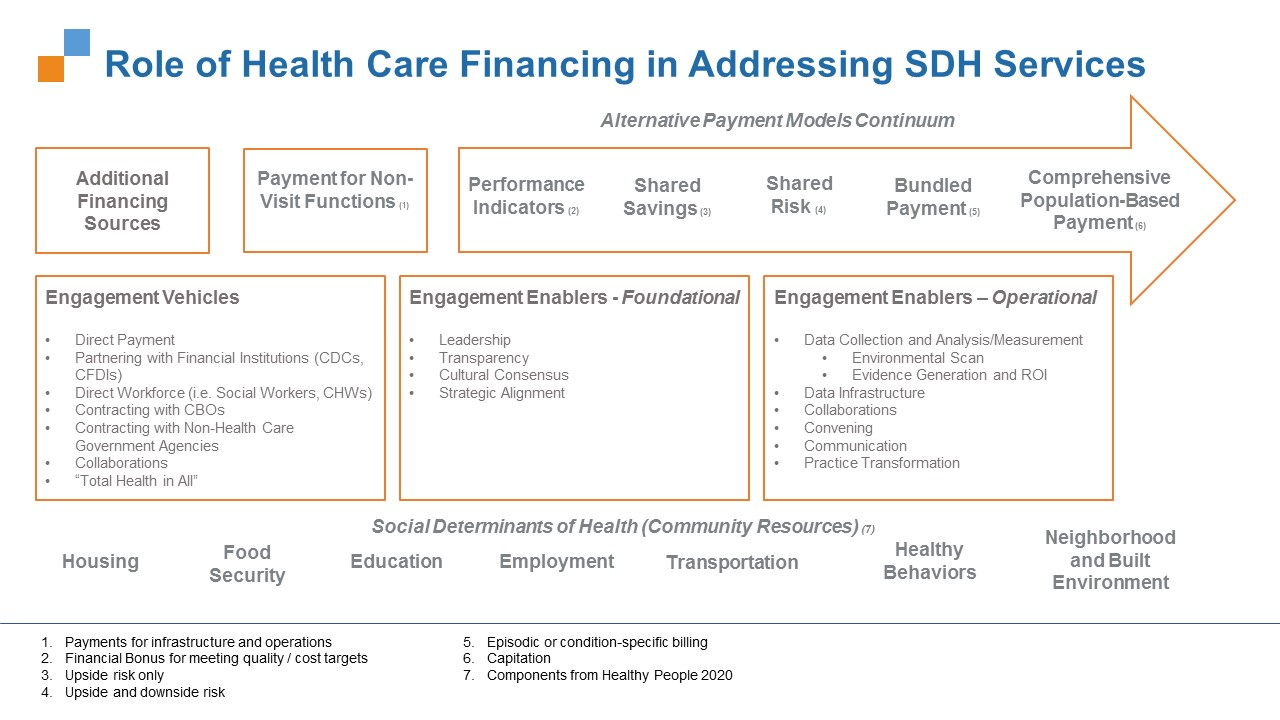 Role of Health Care Financing in Addressing SDH Services
Alternative Payment Models Continuum
Additional
Financing
Sources
Payment for Non-
Visit Functions (1)
Performance
Indicators (2)
Shared
Savings (3)
Shared
Risk (4)
Bundled
Payment (5)
Comprehensive
Population-Based
Payment (6)
Engagement Vehicles
• Direct Payment
• Partnering with Financial Institutions (CDCs,
CFDIs)
• Direct Workforce (i.e. Social Workers, CHWs)
• Contracting with CBOs
• Contracting with Non-Health Care
Government Agencies
• Collaborations
• “Total Health in All”
Engagement Enablers - Foundational
• Leadership
• Transparency
• Cultural Consensus
• Strategic Alignment
Engagement Enablers – Operational
• Data Collection and Analysis/Measurement
• Environmental Scan
• Evidence Generation and ROI
• Data Infrastructure
• Collaborations
• Convening
• Communication
• Practice Transformation
Social Determinants of Health (Community Resources) (7)
Housing
Food
Security
Education
Employment
Transportation
Healthy
Behaviors
Neighborhood
and Built
Environment
1. Payments for infrastructure and operations
2. Financial Bonus for meeting quality / cost targets
3. Upside risk only
4. Upside and downside risk
5. Episodic or condition-specific billing
6. Capitation
7. Components from Healthy People 2020